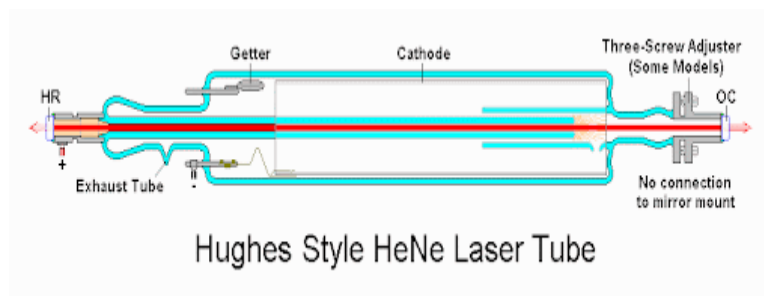 Three-Screw Adjuster
(Some Models)
Getter
Cathode
HR
OC
+
-
Exhaust Tube
No connection
to mirror mount
Hughes Style HeNe Laser Tube